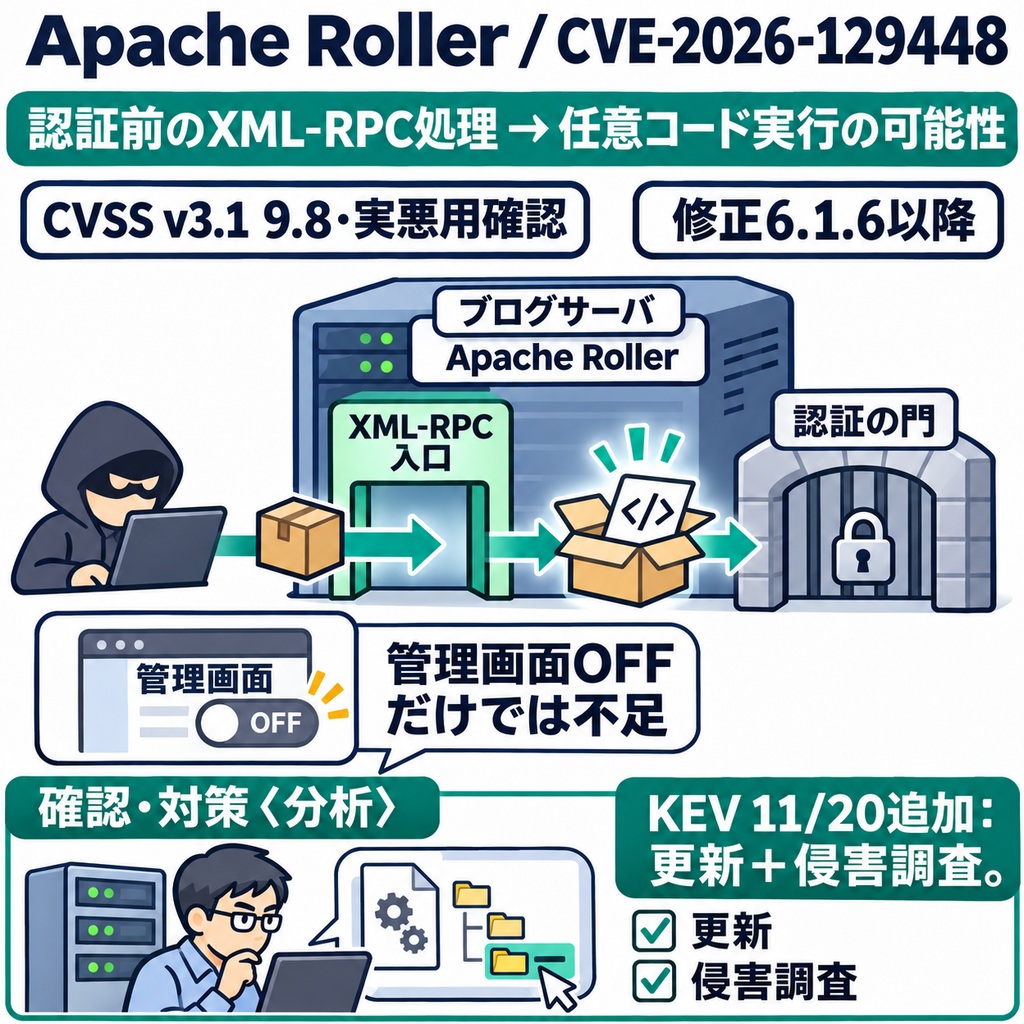 Apache Roller / CVE-2026-129448
認証前のXML-RPC処理 → 任意コード実行の可能性
CVSS v3.1 9.8・実悪用確認
修正6.1.6以降
ブログサーバ
Apache Roller
XML-RPC
入口
</>
認証の門
管理画面
OFF
管理画面OFF
だけでは不足
確認・対策〈分析〉
KEV 11/20追加：
更新＋侵害調査。
更新
侵害調査